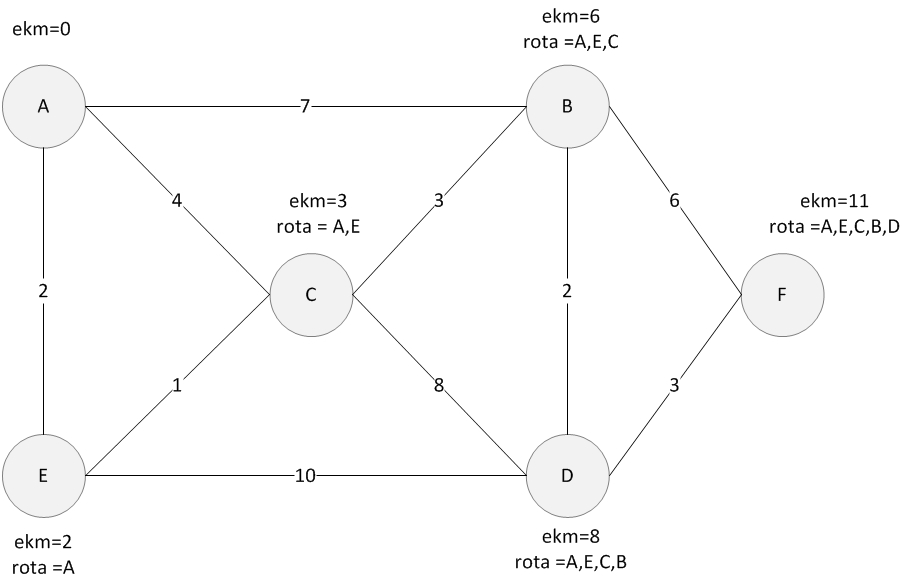 ekm=0
ekm=6
rota =A,E,C
A
7
B
4
3
6
ekm=3
rota = A,E
ekm=11
rota =A,E,C,B,D
2
C
2
F
1
8
3
E
10
D
ekm=2
rota =A
ekm=8
rota =A,E,C,B